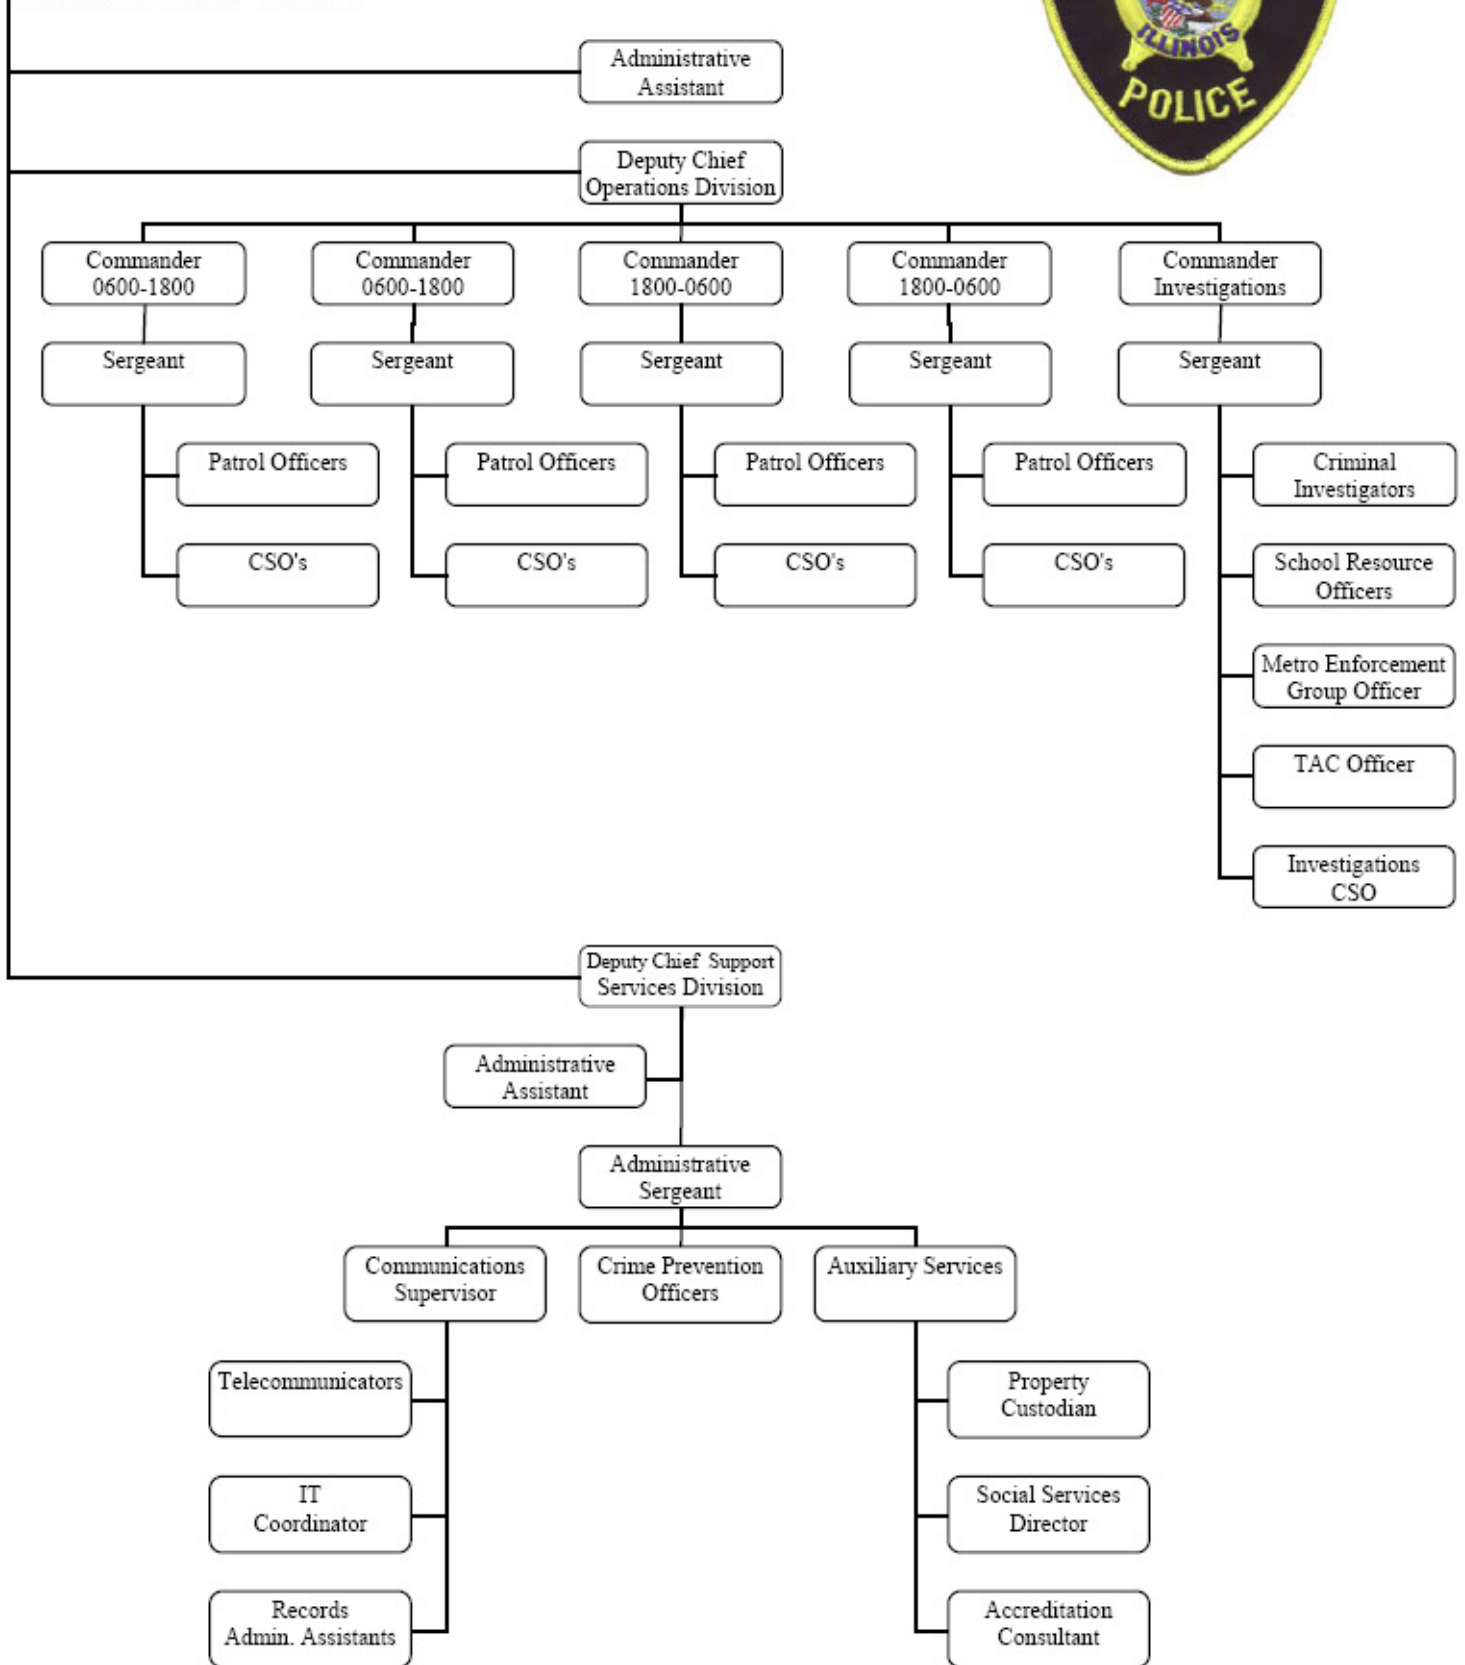 ILLINOIS
POLICE
Administrative
Assistant
Deputy Chief
Operations Division
Commander
0600-1800
Commander
0600-1800
Commander
1800-0600
Commander
1800-0600
Commander
Investigations
Sergeant
Sergeant
Sergeant
Sergeant
Sergeant
Patrol Officers
Patrol Officers
Patrol Officers
Patrol Officers
Criminal
Investigators
CSO's
CSO's
CSO's
CSO's
School Resource
Officers
Metro Enforcement
Group Officer
TAC Officer
Investigations
CSO
Deputy Chief Support
Services Division
Administrative
Assistant
Administrative
Sergeant
Communications
Supervisor
Crime Prevention
Officers
Auxiliary Services
Telecommunicators
Property
Custodian
IT
Coordinator
Social Services
Director
Records
Admin. Assistants
Accreditation
Consultant